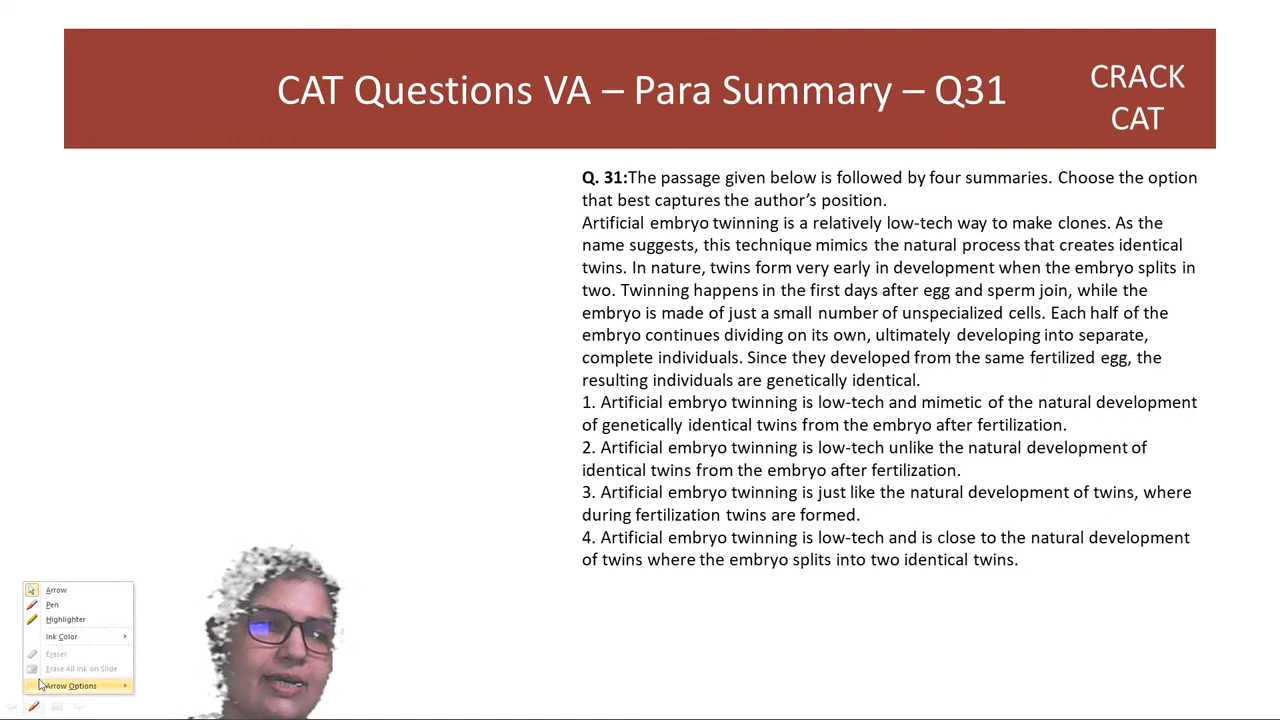 CAT Questions VA – Para Summary – Q31
CRACK
CAT
Q. 31:The passage given below is followed by four summaries. Choose the option
that best captures the author's position.
Artificial embryo twinning is a relatively low-tech way to make clones. As the
name suggests, this technique mimics the natural process that creates identical
twins. In nature, twins form very early in development when the embryo splits in
two. Twinning happens in the first days after egg and sperm join, while the
embryo is made of just a small number of unspecialized cells. Each half of the
embryo continues dividing on its own, ultimately developing into separate,
complete individuals. Since they developed from the same fertilized egg, the
resulting individuals are genetically identical.
1. Artificial embryo twinning is low-tech and mimetic of the natural development
of genetically identical twins from the embryo after fertilization.
2. Artificial embryo twinning is low-tech unlike the natural development of
identical twins from the embryo after fertilization.
3. Artificial embryo twinning is just like the natural development of twins, where
during fertilization twins are formed.
4. Artificial embryo twinning is low-tech and is close to the natural development
of twins where the embryo splits into two identical twins.
Arrow
Pen
Highlighter
Ink Color
Eraser
Erase All Ink on Slide
Arrow Options